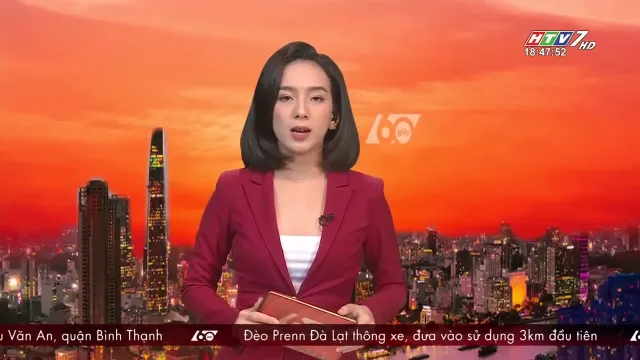 HTV7 HD
18:47:52
60 giây
u Văn An, quận Bình Thạnh 60 Đèo Prenn Đà Lạt thông xe, đưa vào sử dụng 3km đầu tiên